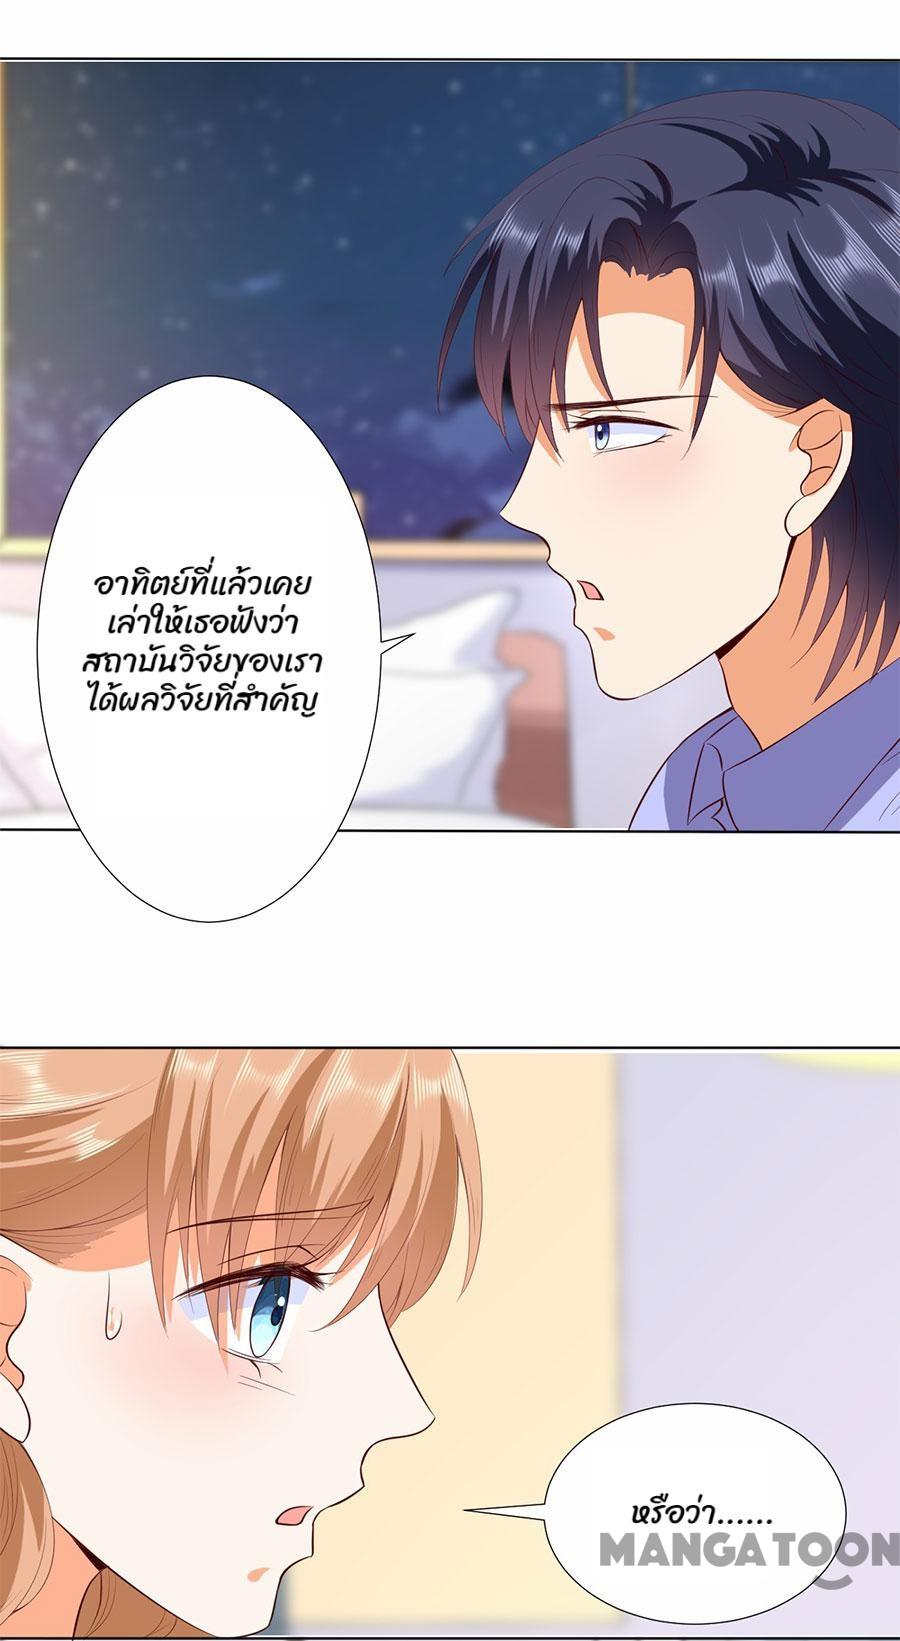 อาทิตย์ที่แล้วเคย
เล่าให้เธอฟังว่า
สถาบันวิจัยของเรา
ได้ผลวิจัยที่สำคัญ
หรือว่า......
MANGATOON